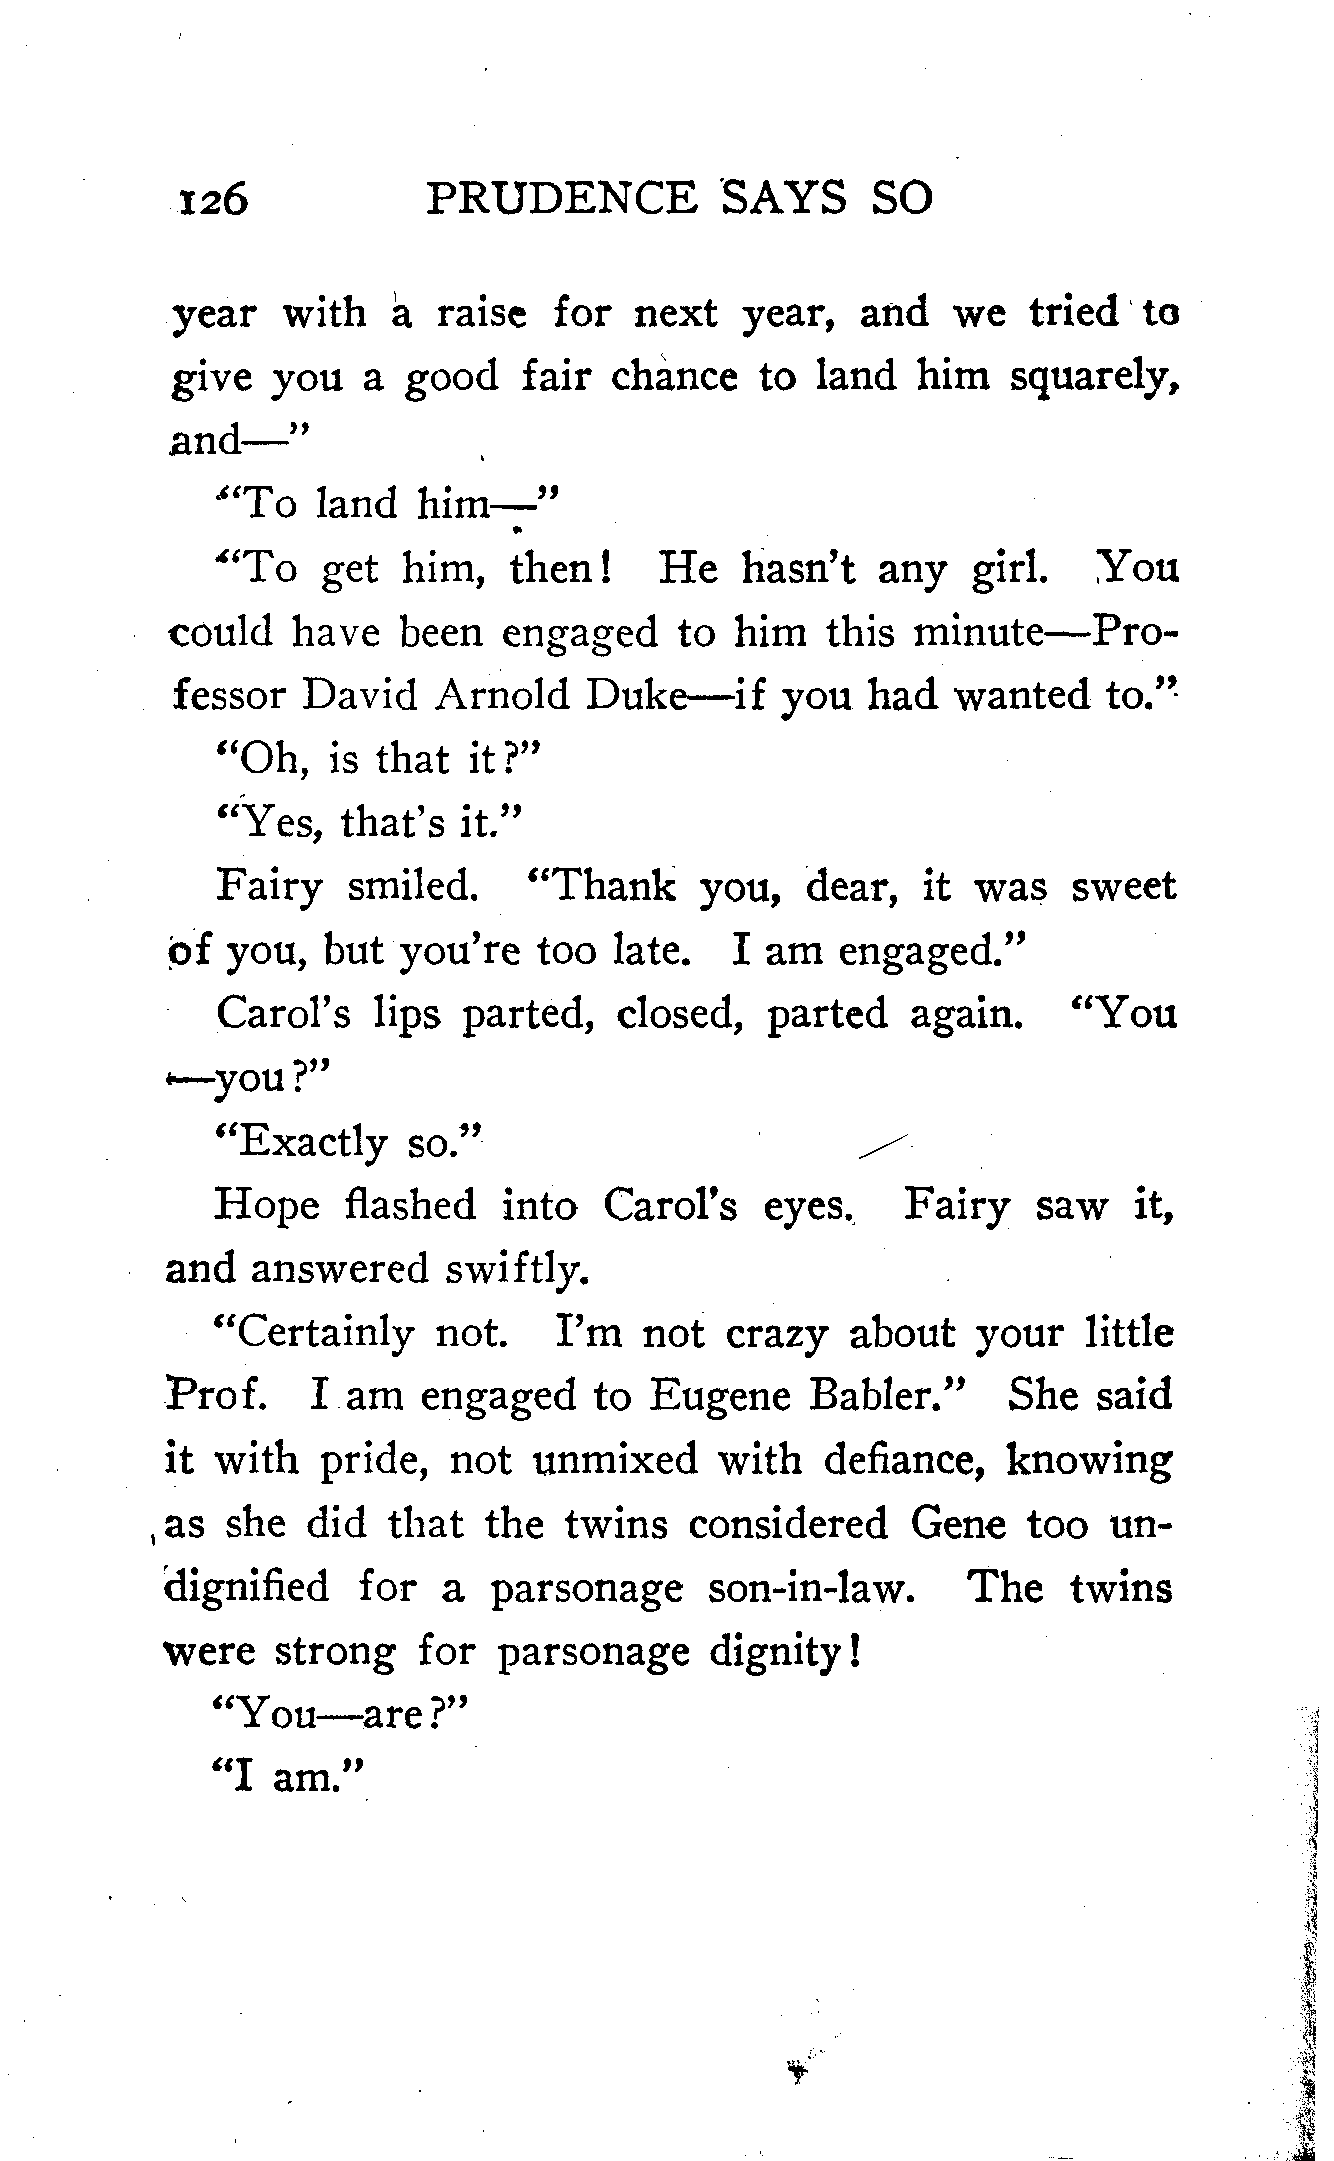 126 PRUDENCE SAYS SO
year with a raise for next year, and we tried to
give you a good fair chance to land him squarely,
and—”
“To land him—”
“To get him, then! He hasn’t any girl. You
could have been engaged to him this minute—Pro-
fessor David Arnold Duke—if you had wanted to.”
“Oh, is that it?”
“Yes, that’s it.”
Fairy smiled. “Thank you, dear, it was sweet
of you, but you’re too late. I am engaged.”
Carol’s lips parted, closed, parted again. “You
—you?”
“Exactly so.”
Hope flashed into Carol’s eyes. Fairy saw it,
and answered swiftly.
“Certainly not. I’m not crazy about your little
Prof. I am engaged to Eugene Babler.” She said
it with pride, not unmixed with defiance, knowing
as she did that the twins considered Gene too un-
dignified for a parsonage son-in-law. The twins
were strong for parsonage dignity!
“You—are?”
“I am.”